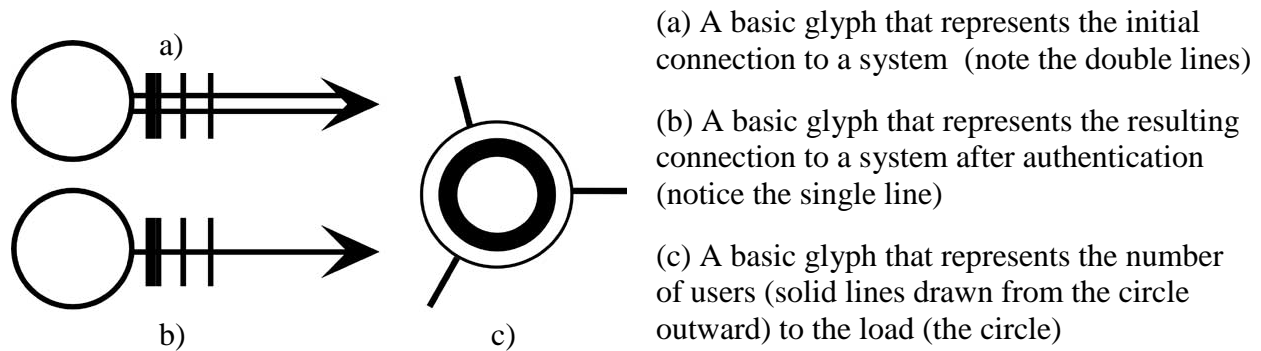 a)
b)
c)
(a) A basic glyph that represents the initial
connection to a system (note the double lines)
(b) A basic glyph that represents the resulting
connection to a system after authentication
(notice the single line)
(c) A basic glyph that represents the number
of users (solid lines drawn from the circle
outward) to the load (the circle)